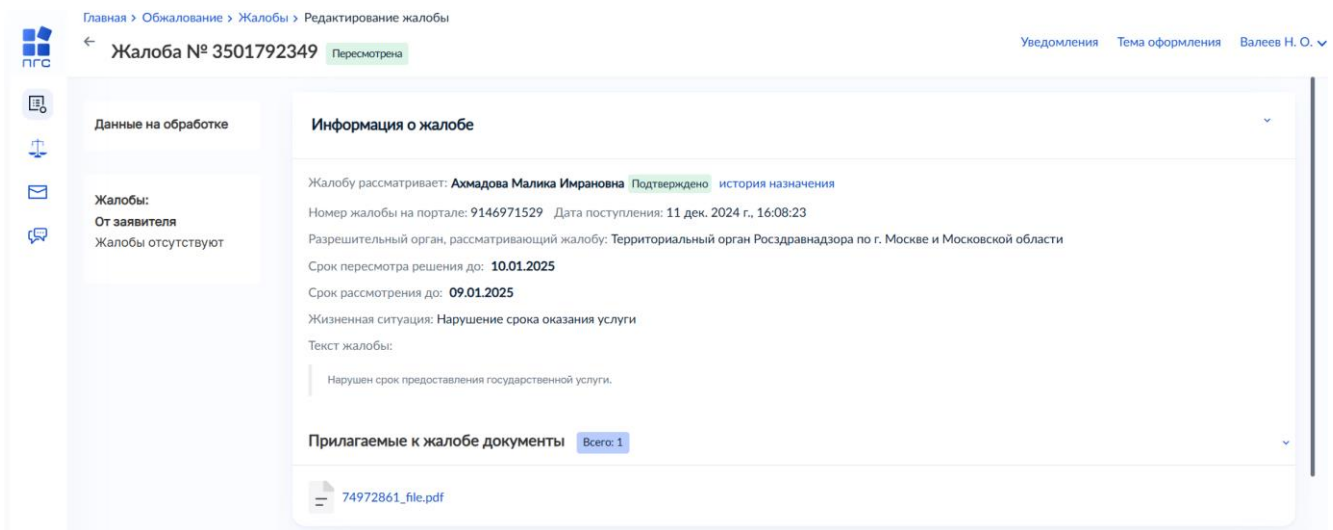 Главная > Обжалование > Жалобы > Редактирование жалобы
← Жалоба № 3501792349 Пересмотрена
Уведомления Тема оформления Валеев Н. О.
пгс
Данные на обработке
Жалобы:
От заявителя
Жалобы отсутствуют
Информация о жалобе
Жалобу рассматривает: Ахмадова Малика Имрановна Подтверждено история назначения
Номер жалобы на портале: 9146971529 Дата поступления: 11 дек. 2024 г., 16:08:23
Разрешительный орган, рассматривающий жалобу: Территориальный орган Росздравнадзора по г. Москве и Московской области
Срок пересмотра решения до: 10.01.2025
Срок рассмотрения до: 09.01.2025
Жизненная ситуация: Нарушение срока оказания услуги
Текст жалобы:
Нарушен срок предоставления государственной услуги.
Прилагаемые к жалобе документы Всего: 1
74972861_file.pdf